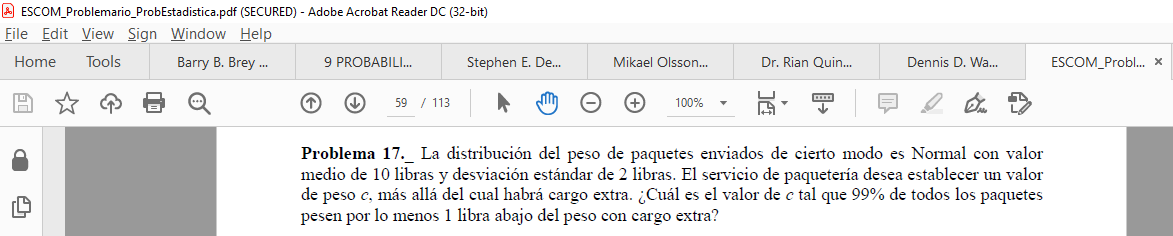 ESCOM_Problemario_ProbEstadistica.pdf (SECURED) - Adobe Acrobat Reader DC (32-bit)
File Edit View Sign Window Help
Home Tools Barry B. Brey ... 9 PROBABILI... Stephen E. De... Mikael Olsson... Dr. Rian Quin... Dennis D. Wa... ESCOM_Probl... ×
59 / 113 100%
Problema 17._ La distribución del peso de paquetes enviados de cierto modo es Normal con valor
medio de 10 libras y desviación estándar de 2 libras. El servicio de paquetería desea establecer un valor
de peso c, más allá del cual habrá cargo extra. ¿Cuál es el valor de c tal que 99% de todos los paquetes
pesen por lo menos 1 libra abajo del peso con cargo extra?